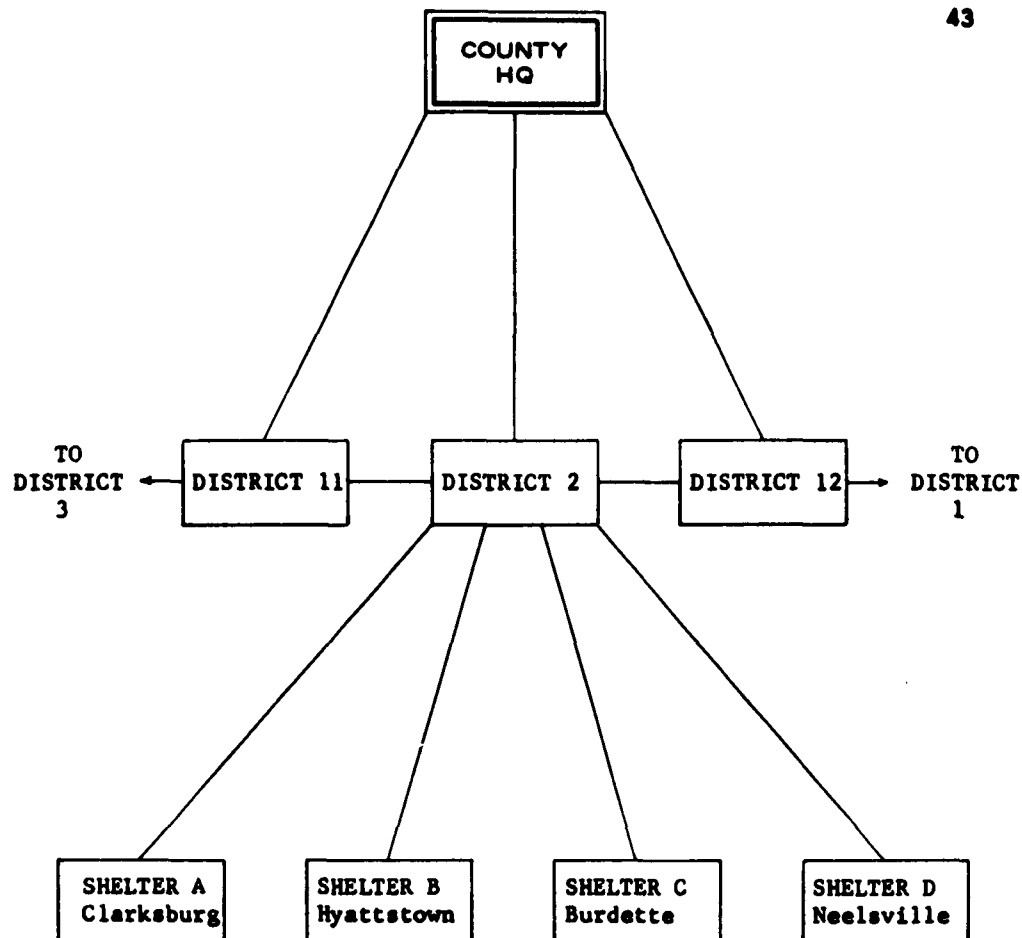 43
COUNTY
HQ
TO
DISTRICT
3
DISTRICT 11
DISTRICT 2
DISTRICT 12
TO
DISTRICT
1
SHELTER A
Clarksburg
SHELTER B
Hyattstown
SHELTER C
Burdette
SHELTER D
Neelsville